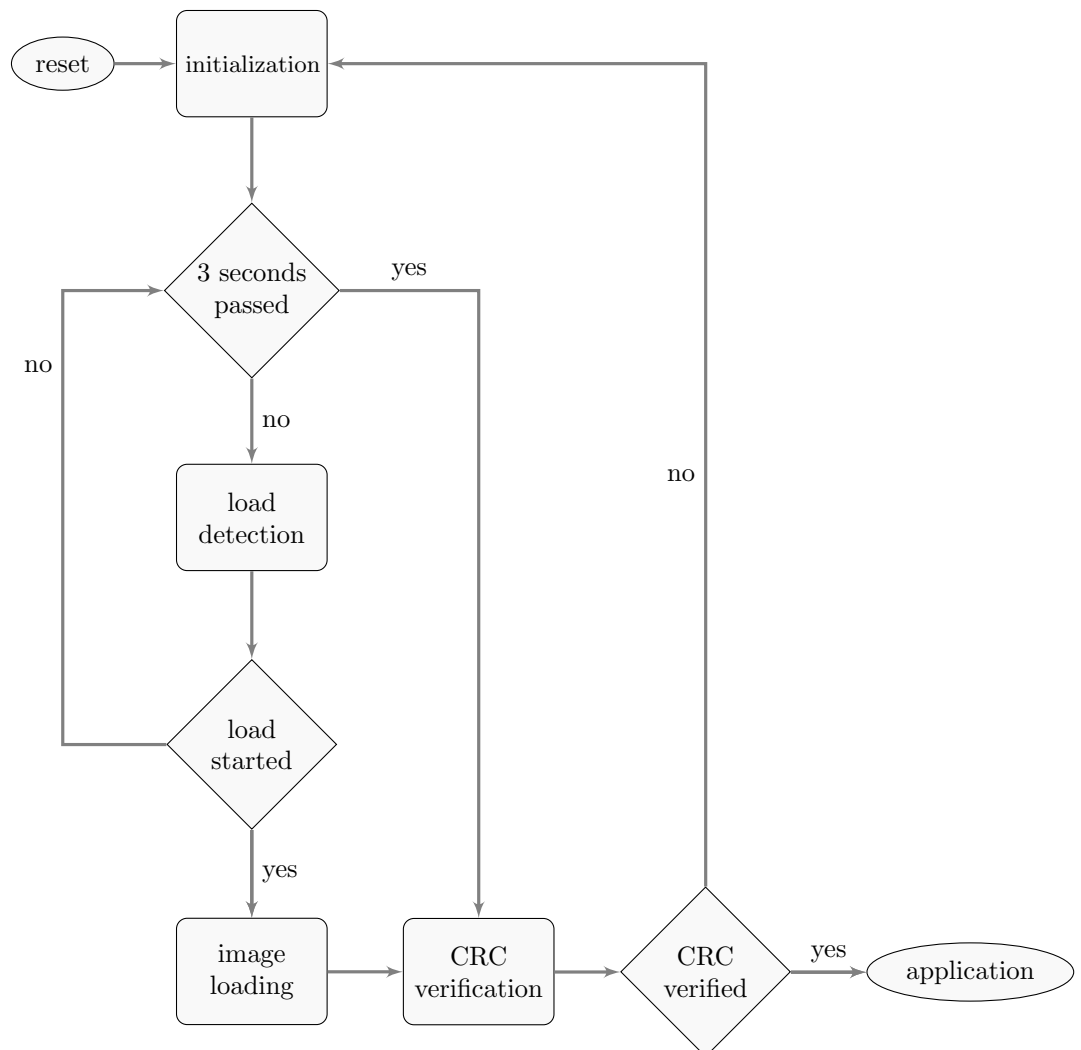 reset
initialization
3 seconds
passed
yes
no
no
load
detection
no
load
started
yes
image
loading
CRC
verification
CRC
verified
yes
application